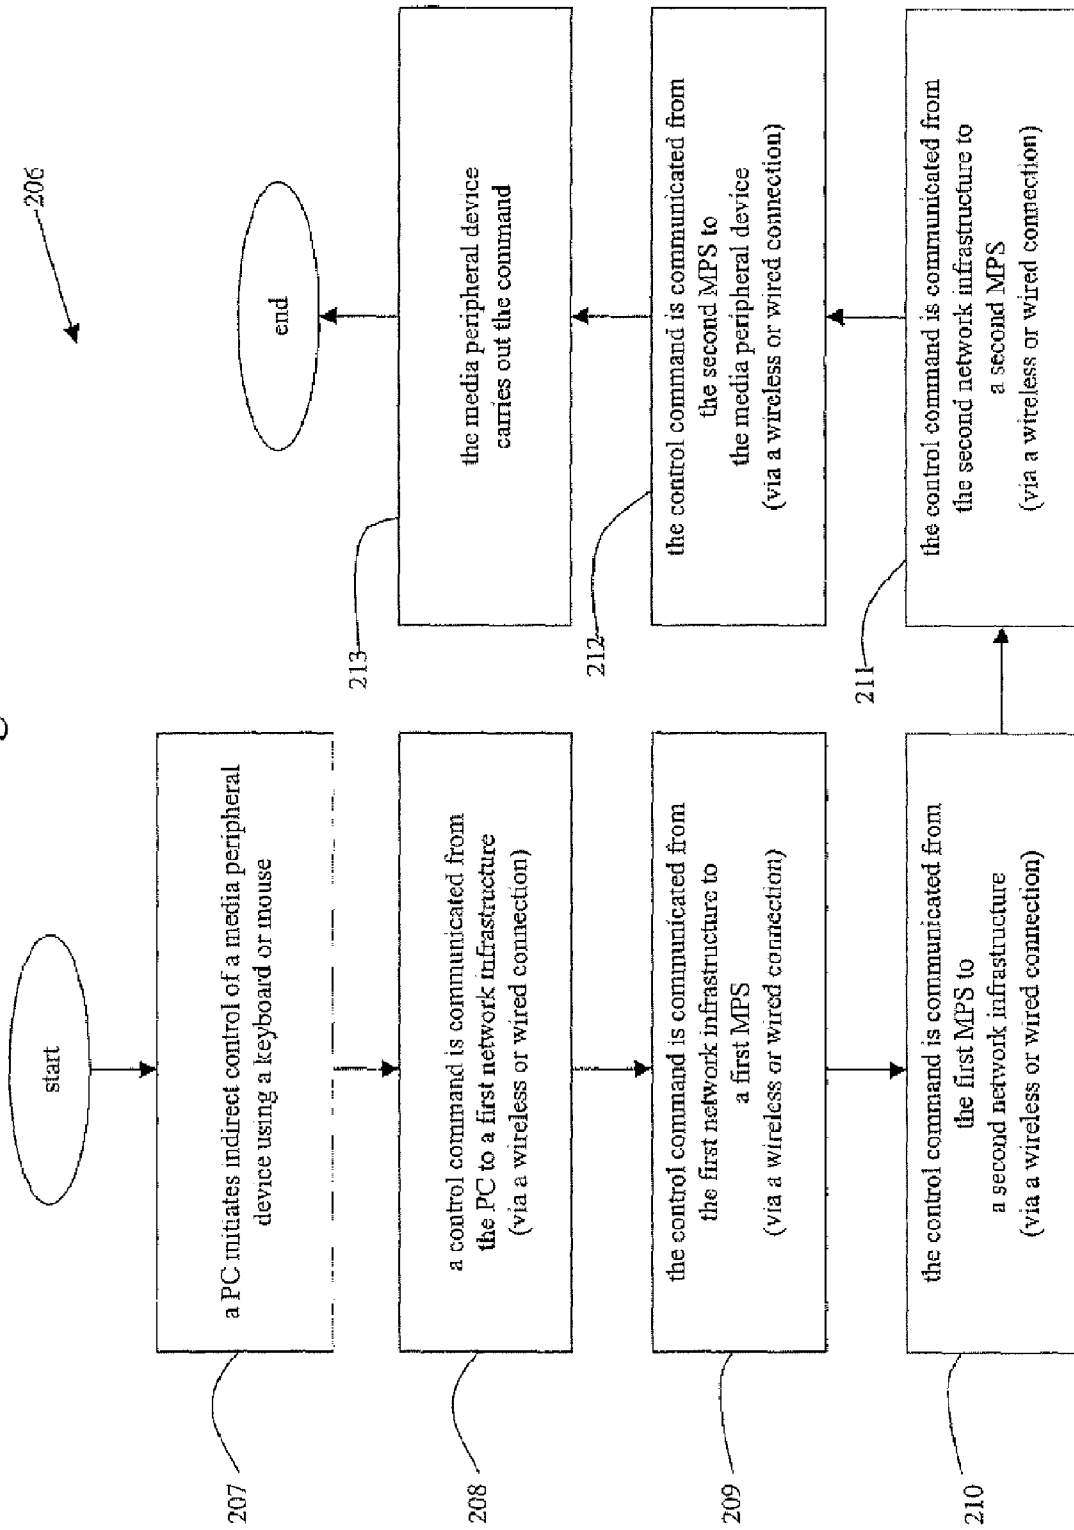 206
start
207
a PC initiates indirect control of a media peripheral
device using a keyboard or mouse
208
a control command is communicated from
the PC to a first network infrastructure
(via a wireless or wired connection)
209
the control command is communicated from
the first network infrastructure to
a first MPS
(via a wireless or wired connection)
210
the control command is communicated from
the first MPS to
a second network infrastructure
(via a wireless or wired connection)
211
the control command is communicated from
the second network infrastructure to
a second MPS
(via a wireless or wired connection)
212
the control command is communicated from
the second MPS to
the media peripheral device
(via a wireless or wired connection)
213
the media peripheral device
carries out the command
end